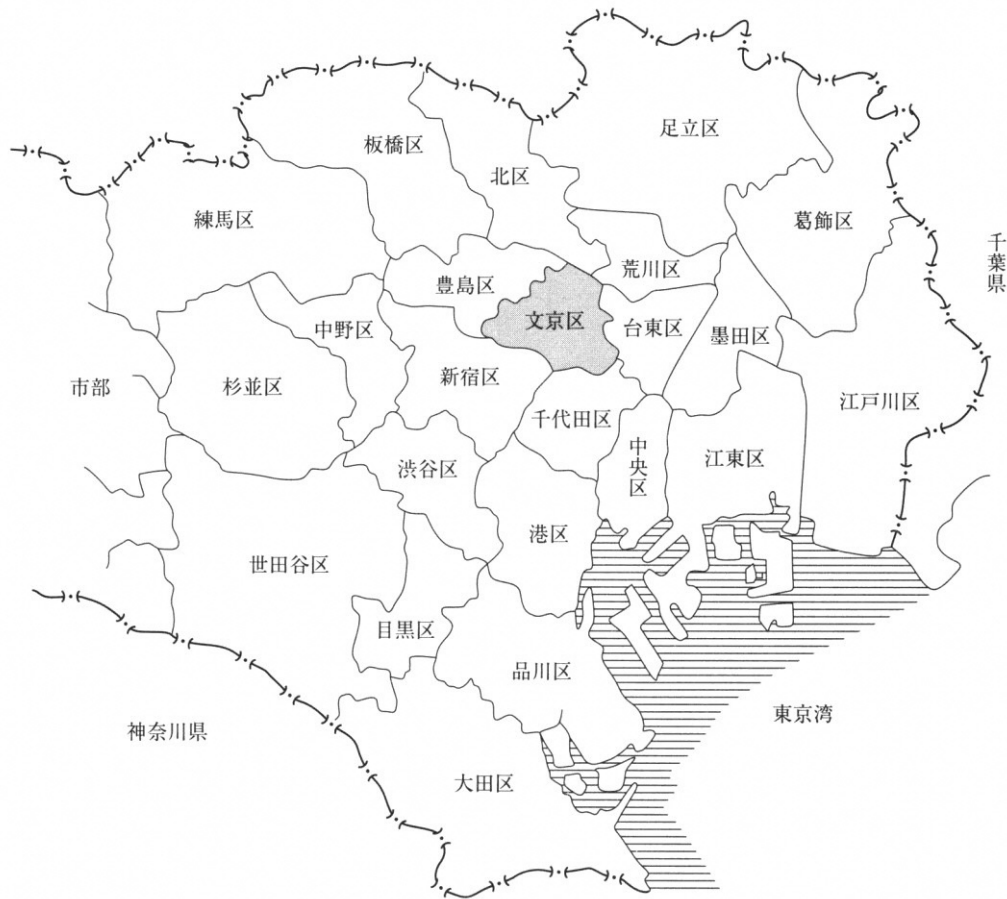 足立区
板橋区
北区
葛飾区
練馬区
千葉県
荒川区
豊島区
文京区
台東区
中野区
墨田区
新宿区
市部
杉並区
江戸川区
千代田区
中央区
江東区
渋谷区
港区
世田谷区
目黒区
品川区
東京湾
神奈川県
大田区